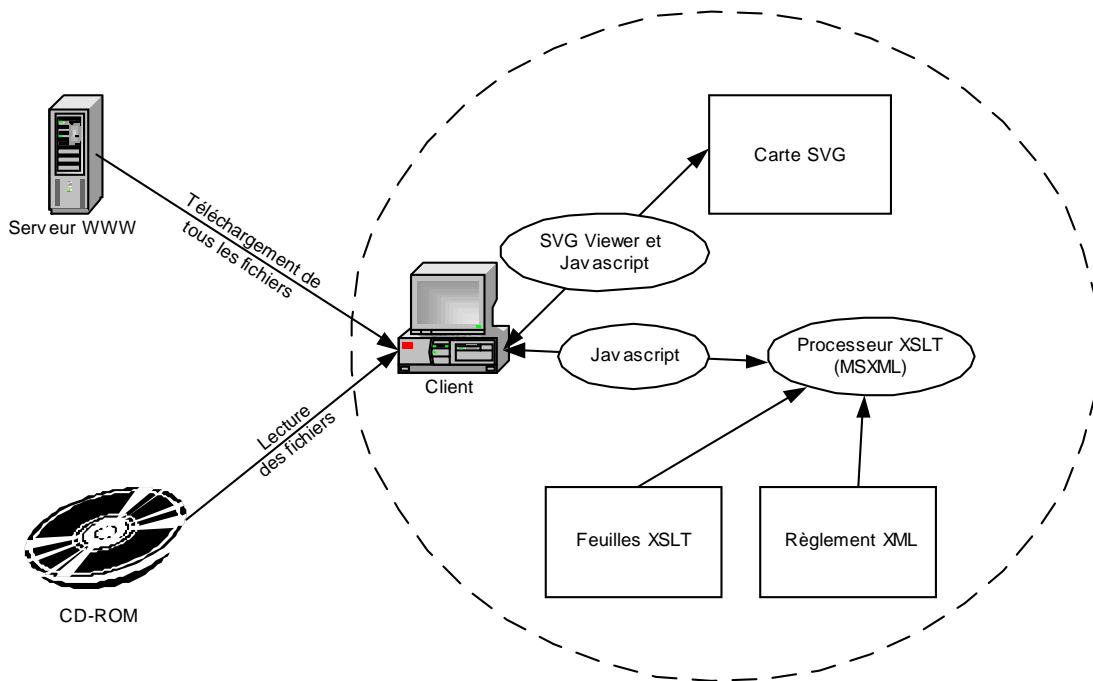 Serveur WWW
Téléchargement de
tous les fichiers
Carte SVG
SVG Viewer et
Javascript
Client
Javascript
Processeur XSLT
(MSXML)
Lecture
des fichiers
CD-ROM
Feuilles XSLT
Règlement XML